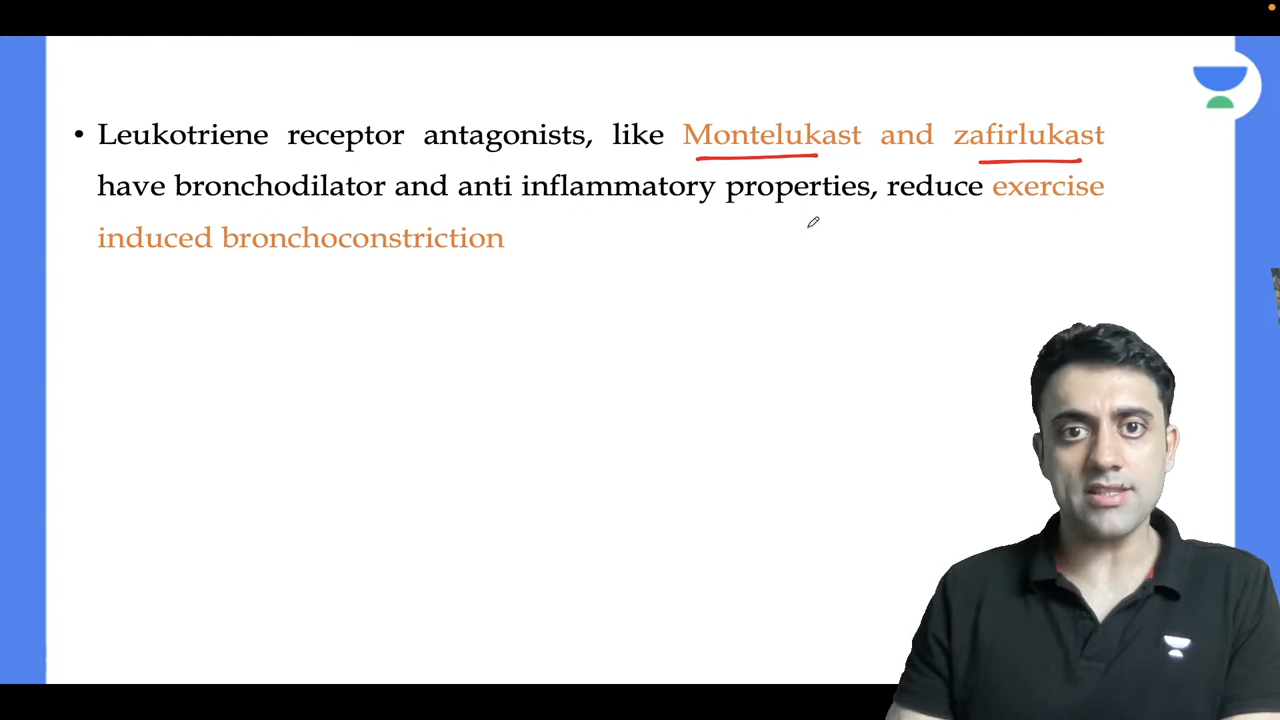 • Leukotriene receptor antagonists, like Montelukast and zafirlukast
have bronchodilator and anti inflammatory properties, reduce exercise
induced bronchoconstriction